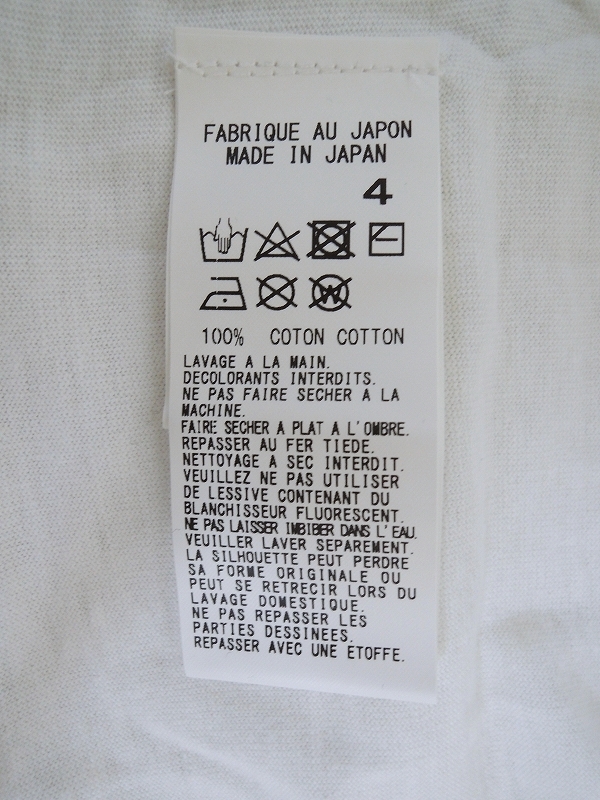 FABRIQUE AU JAPON
MADE IN JAPAN
4
W
100% COTON COTTON
LAVAGE A LA MAIN.
DECOLORANTS INTERDITS.
NE PAS FAIRE SECHER A LA
MACHINE.
FAIRE SECHER A PLAT A L'OMBRE.
REPASSER AU FER TIEDE.
NETTOYAGE A SEC INTERDIT.
VEUILLEZ NE PAS UTILISER
DE LESSIVE CONTENANT DU
BLANCHISSEUR FLUORESCENT.
NE PAS LAISSER IMBIBER DANS L'EAU.
VEUILLER LAVER SEPAREMENT.
LA SILHOUETTE PEUT PERDRE
SA FORME ORIGINALE OU
PEUT SE RETRECIR LORS DU
LAVAGE DOMESTIQUE.
NE PAS REPASSER LES
PARTIES DESSINEES.
REPASSER AVEC UNE ETOFFE.